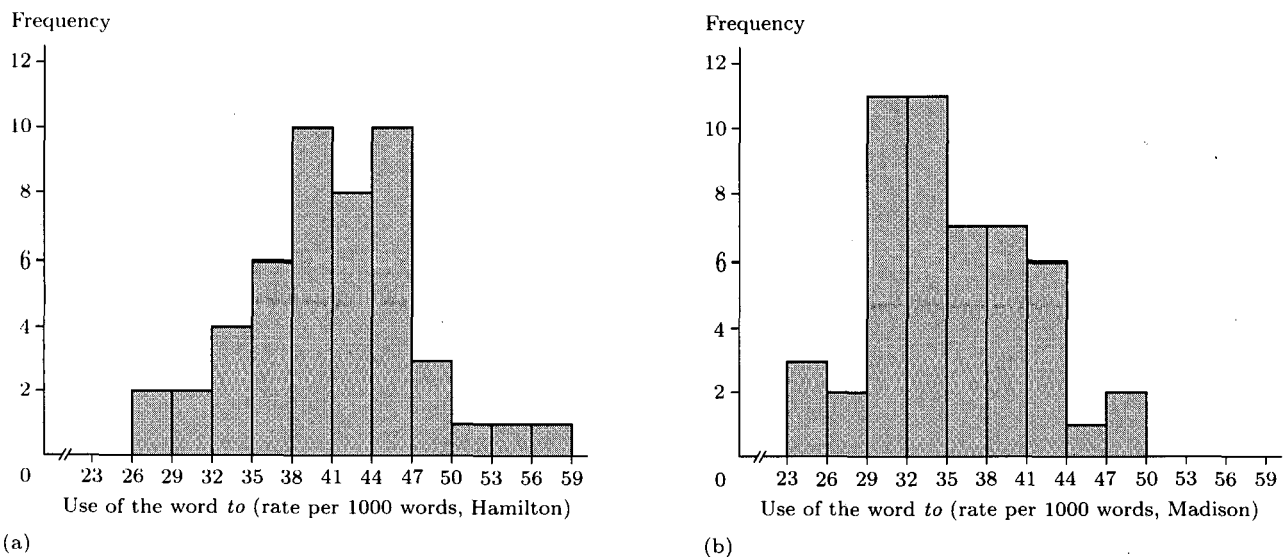 Frequency
12
10
8
6
4
2
0
23 26 29 32 35 38 41 44 47 50 53 56 59
Use of the word to (rate per 1000 words, Hamilton)
(a)
Frequency
12
10
8
6
4
2
0
23 26 29 32 35 38 41 44 47 50 53 56 59
Use of the word to (rate per 1000 words, Madison)
(b)